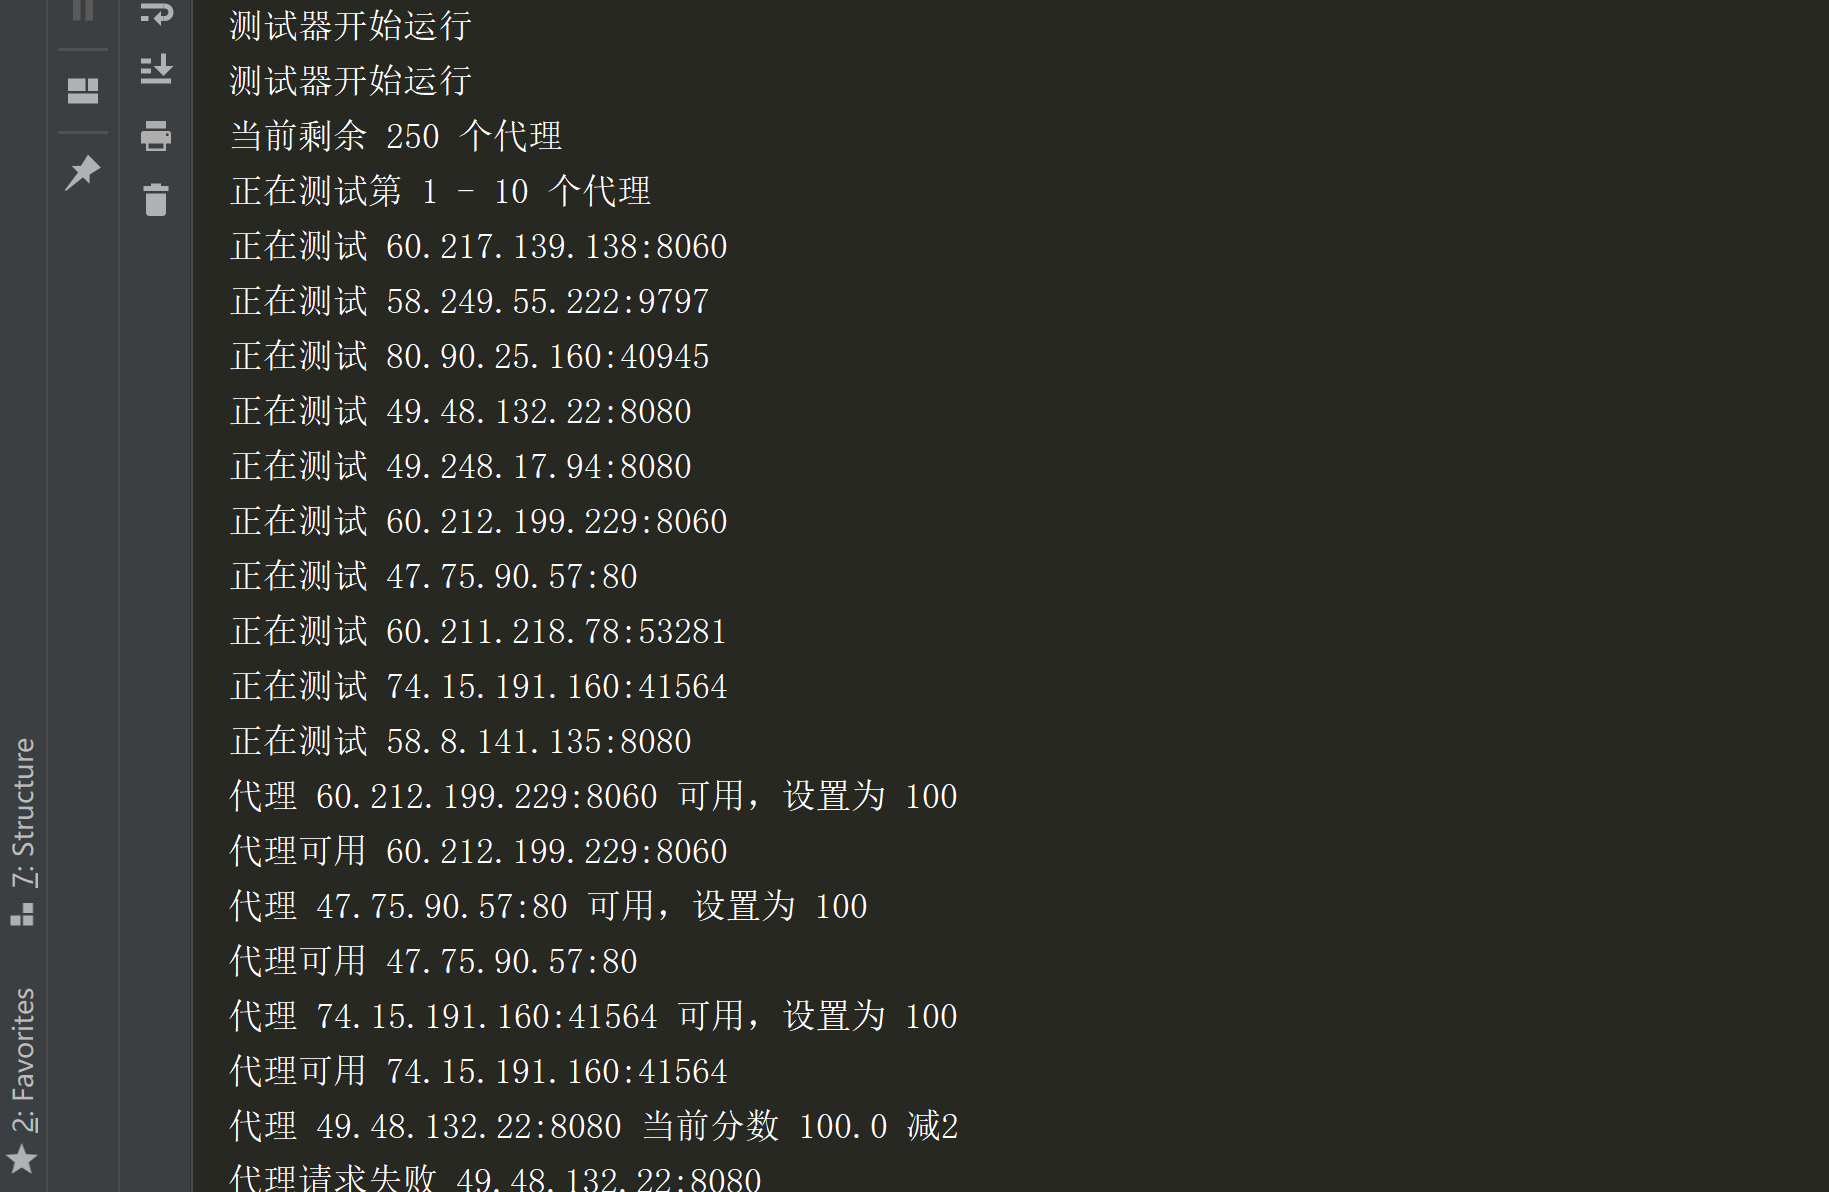 测试器开始运行
测试器开始运行
当前剩余 250 个代理
正在测试第 1 - 10 个代理
正在测试 60.217.139.138:8060
正在测试 58.249.55.222:9797
正在测试 80.90.25.160:40945
正在测试 49.48.132.22:8080
正在测试 49.248.17.94:8080
正在测试 60.212.199.229:8060
正在测试 47.75.90.57:80
正在测试 60.211.218.78:53281
正在测试 74.15.191.160:41564
正在测试 58.8.141.135:8080
代理 60.212.199.229:8060 可用，设置为 100
代理可用 60.212.199.229:8060
代理 47.75.90.57:80 可用，设置为 100
代理可用 47.75.90.57:80
代理 74.15.191.160:41564 可用，设置为 100
代理可用 74.15.191.160:41564
代理 49.48.132.22:8080 当前分数 100.0 减2
代理请求失败 49.48.132.22:8080
7: Structure
2: Favorites